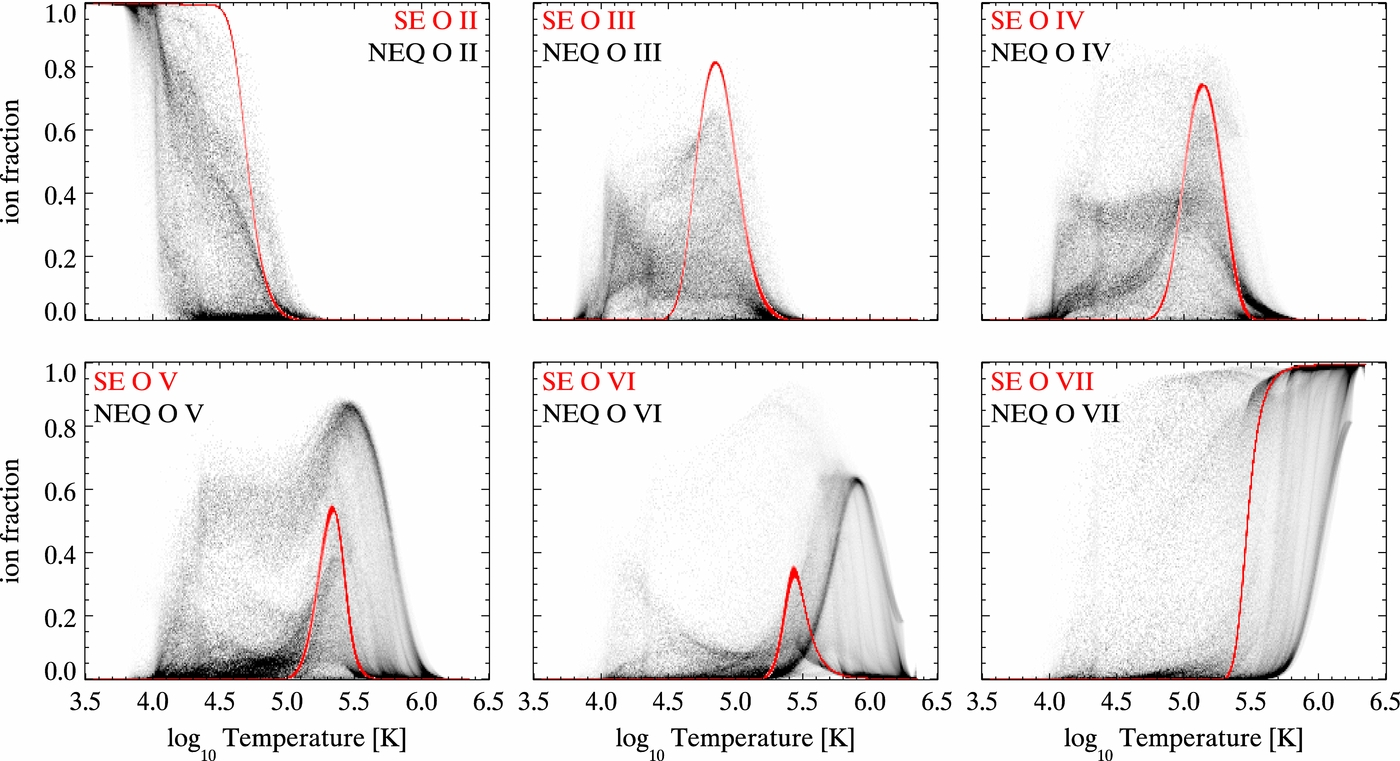 1.0
0.8
0.6
0.4
0.2
0.0
ion fraction
SE O II
NEQ O II
SE O III
NEQ O III
SE O IV
NEQ O IV
1.0
0.8
0.6
0.4
0.2
0.0
ion fraction
SE O V
NEQ O V
SE O VI
NEQ O VI
SE O VII
NEQ O VII
3.5 4.0 4.5 5.0 5.5 6.0 6.5
log10 Temperature [K]
3.5 4.0 4.5 5.0 5.5 6.0 6.5
log10 Temperature [K]
3.5 4.0 4.5 5.0 5.5 6.0 6.5
log10 Temperature [K]